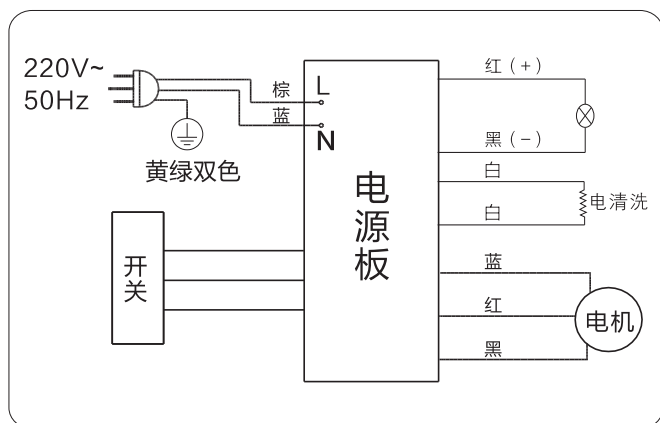 220V~
50Hz
棕
L
蓝
N
黄绿双色
开关
电源板
红(+)
黑(-)
白
白
电清洗
蓝
红
黑
电机